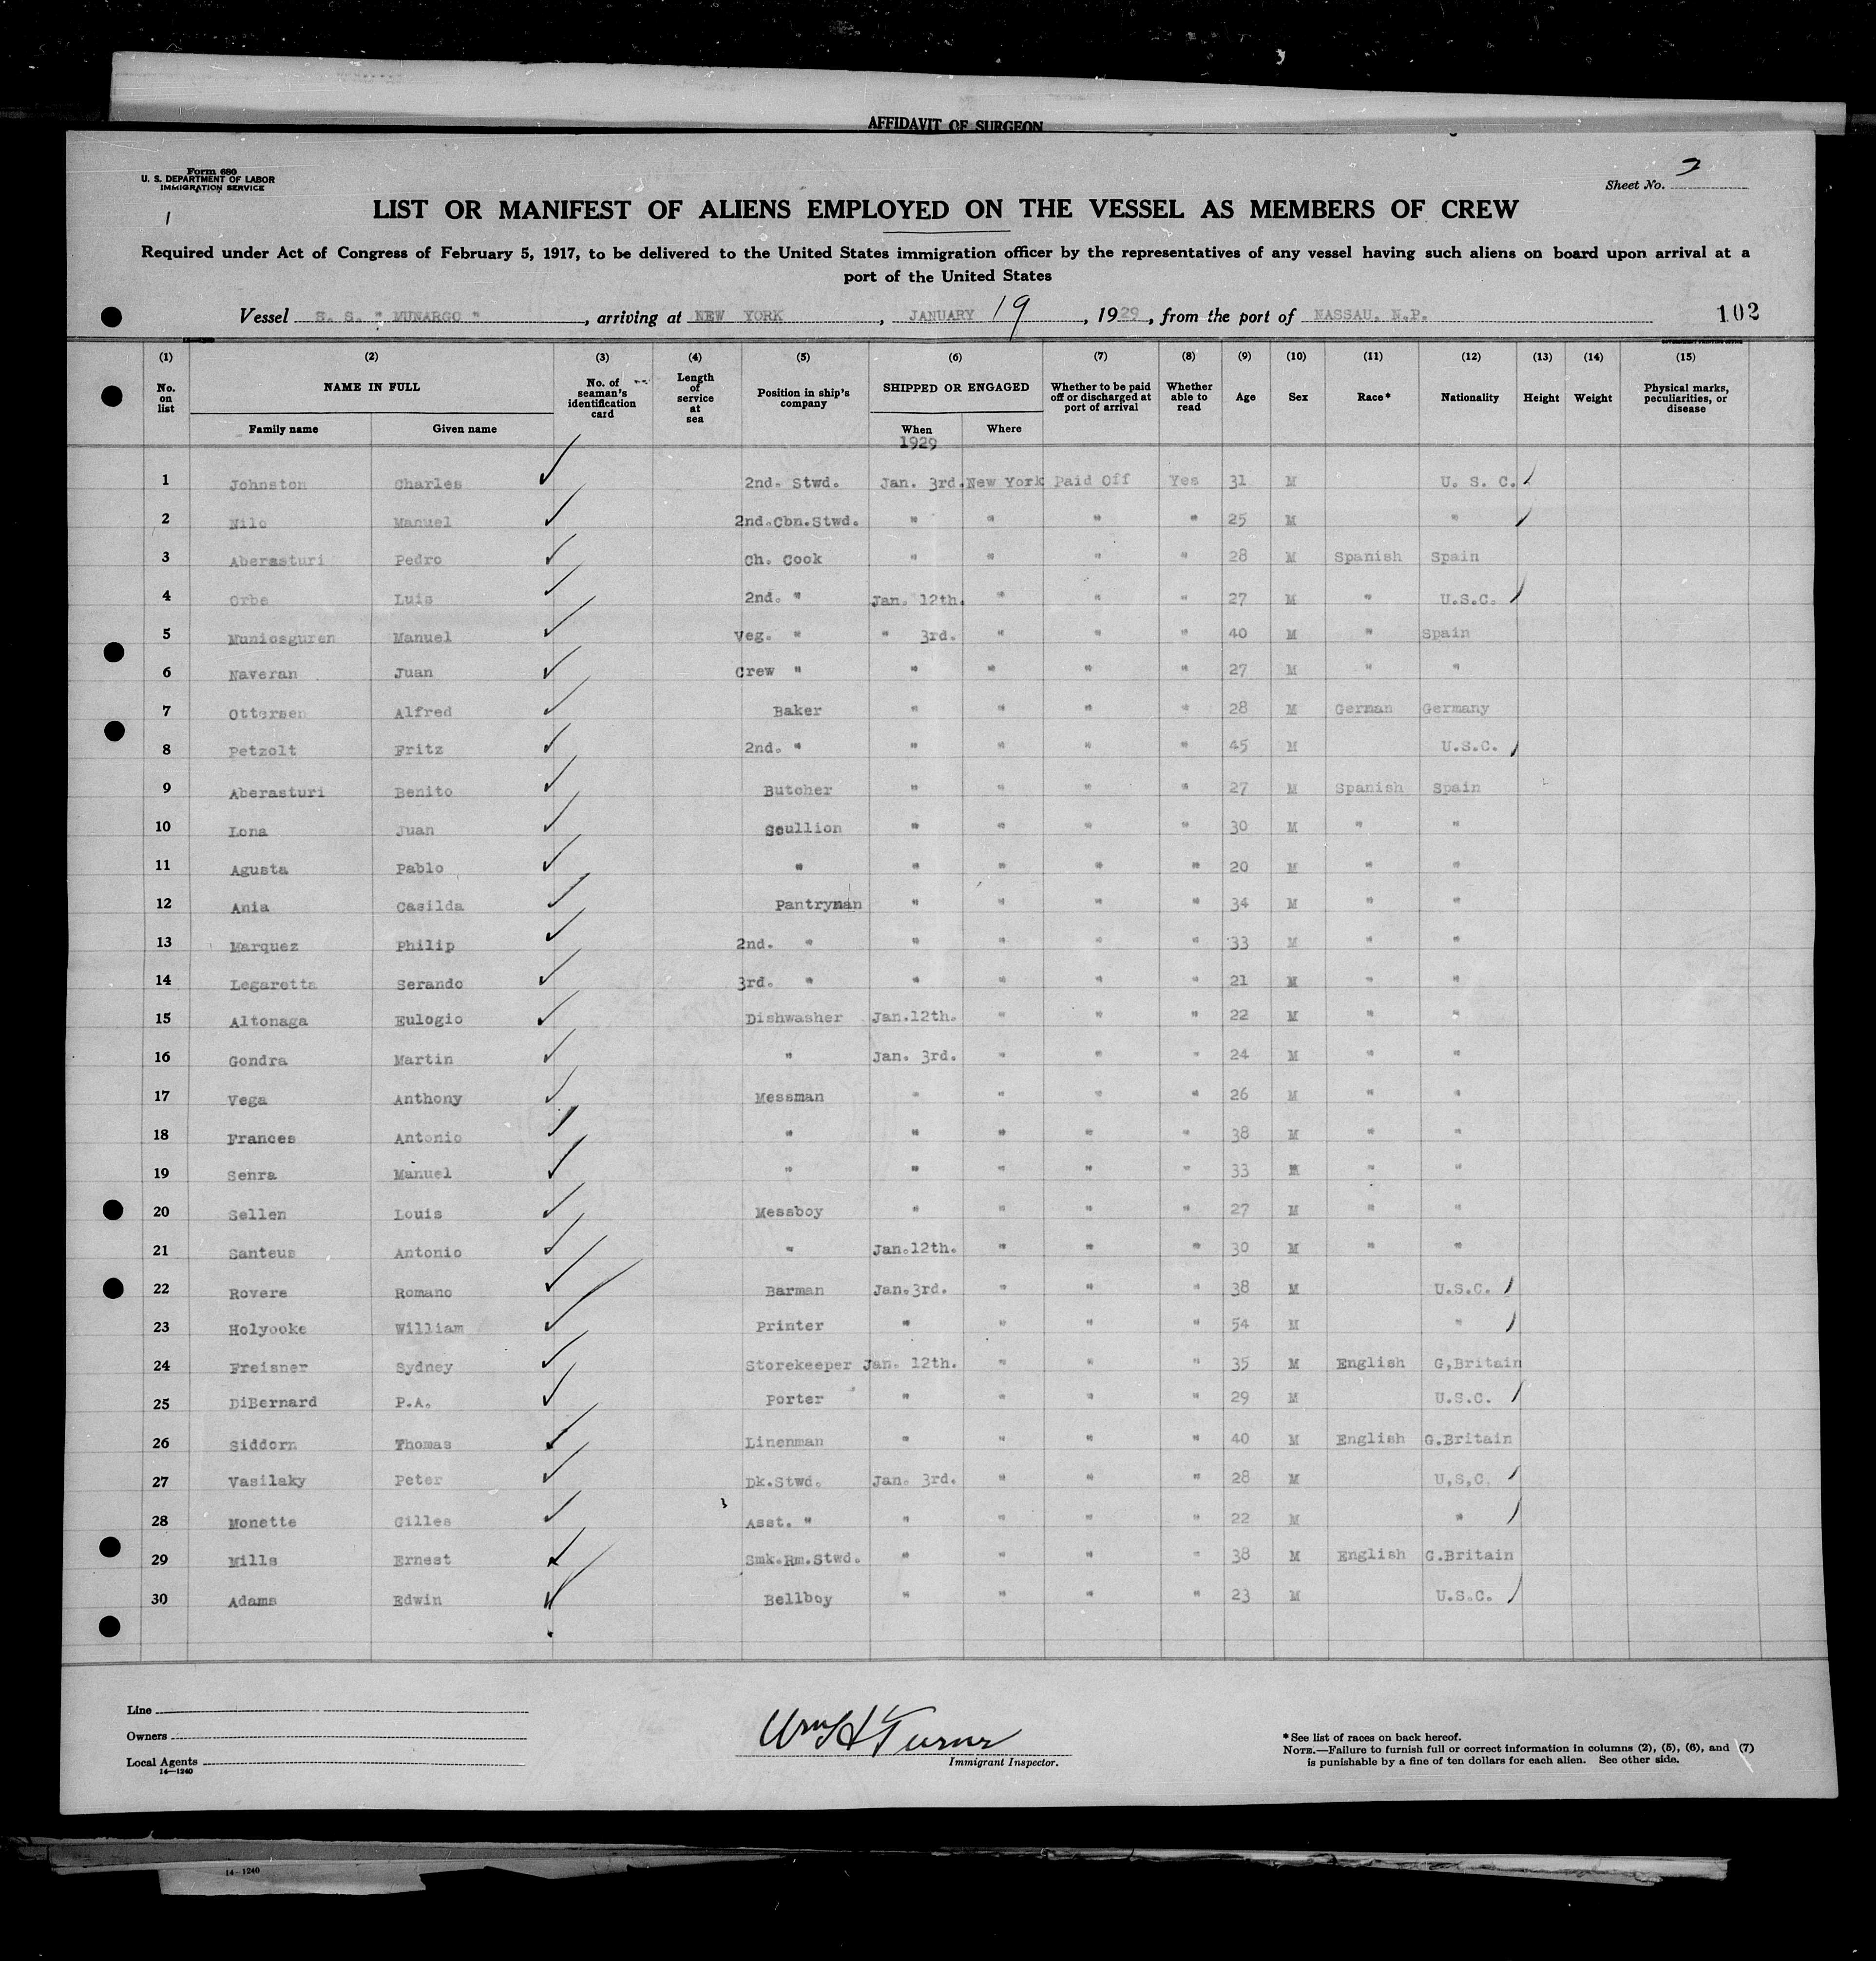 AFFIDAVIT OF SURGEON
Form 680
U. S. DEPARTMENT OF LABOR
IMMIGRATION SERVICE
1
Sheet No. 3
LIST OR MANIFEST OF ALIENS EMPLOYED ON THE VESSEL AS MEMBERS OF CREW
Required under Act of Congress of February 5, 1917, to be delivered to the United States immigration officer by the representatives of any vessel having such aliens on board upon arrival at a
port of the United States
Vessel S. S. " MUNARGO ", arriving at NEW YORK, JANUARY 19, 1929, from the port of NASSAU. N.P. 102
(1) (2) (3) (4) (5) (6) (7) (8) (9) (10) (11) (12) (13) (14) (15)
No. on list NAME IN FULL No. of seaman's identification card Length of service at sea Position in ship's company SHIPPED OR ENGAGED Whether to be paid off or discharged at port of arrival Whether able to read Age Sex Race* Nationality Height Weight Physical marks, peculiarities, or disease
Family name Given name When Where
1929
1 Johnston Charles 2nd. Stwd. Jan. 3rd. New York Paid Off Yes 31 M U. S. C.
2 Nilo Manuel 2nd.Cbn.Stwd. " " " " 25 M "
3 Aberasturi Pedro Ch. Cook " " " " 28 M Spanish Spain
4 Orbe Luis 2nd. " Jan. 12th. " " " 27 M " U.S.C.
5 Muniosguren Manuel Veg. " " 3rd. " " " 40 M " Spain
6 Naveran Juan Crew " " " " " 27 M " "
7 Ottersen Alfred Baker " " " " 28 M German Germany
8 Petzolt Fritz 2nd. " " " " " 45 M U.S.C.
9 Aberasturi Benito Butcher " " " " 27 M Spanish Spain
10 Lona Juan Scullion " " " " 30 M " "
11 Agusta Pablo " " " " " 20 M " "
12 Ania Casilda Pantryman " " " " 34 M " "
13 Marquez Philip 2nd. " " " " " 33 M " "
14 Legaretta Serando 3rd. " " " " " 21 M " "
15 Altonaga Eulogio Dishwasher Jan.12th. " " " 22 M " "
16 Gondra Martin " Jan. 3rd. " " " 24 M " "
17 Vega Anthony Messman " " " " 26 M " "
18 Frances Antonio " " " " " 38 M " "
19 Senra Manuel " " " " " 33 M " "
20 Sellen Louis Messboy " " " " 27 M " "
21 Santeus Antonio " Jan.12th. " " " 30 M " "
22 Rovere Romano Barman Jan.3rd. " " " 38 M U.S.C.
23 Holyooke William Printer " " " " 54 M "
24 Freisner Sydney Storekeeper Jan. 12th. " " " 35 M English G,Britain
25 DiBernard P.A. Porter " " " " 29 M U.S.C.
26 Siddorn Thomas Linenman " " " " 40 M English G.Britain
27 Vasilaky Peter Dk.Stwd. Jan. 3rd. " " " 28 M U,S,C.
28 Monette Gilles Asst. " " " " " 22 M "
29 Mills Ernest Smk.Rm.Stwd. " " " " 38 M English G.Britain
30 Adams Edwin Bellboy " " " " 23 M U.S.C.
Line
Owners
Local Agents
14—1240
Wm H Turner
Immigrant Inspector.
* See list of races on back hereof.
NOTE.—Failure to furnish full or correct information in columns (2), (5), (6), and (7)
is punishable by a fine of ten dollars for each alien. See other side.
14-1240